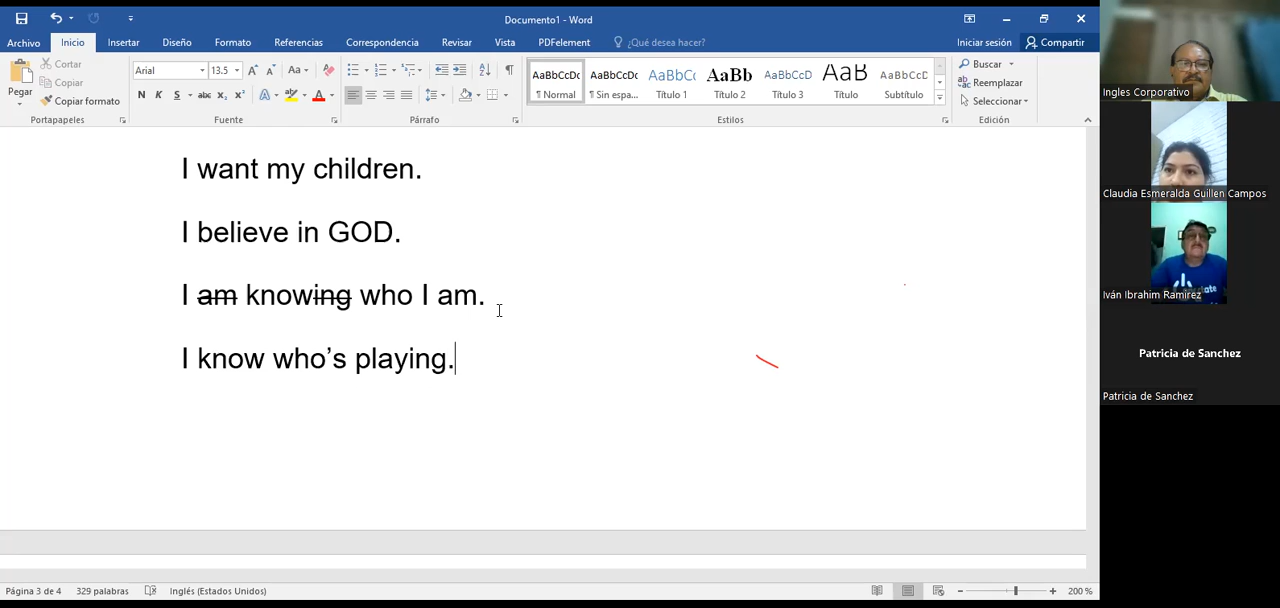 Documento1 - Word
Archivo Inicio Insertar Diseño Formato Referencias Correspondencia Revisar Vista PDFelement ¿Qué desea hacer? Iniciar sesión Compartir
Pegar Cortar Copiar Copiar formato
Arial 13.5
N K S abc x₂ x²
AaBbCcDc AaBbCcDc AaBbC AaBb AaBbCcD AaB AaBbCcD
¶ Normal ¶ Sin espa... Título 1 Título 2 Título 3 Título Subtítulo
Buscar
Reemplazar
Seleccionar
Portapapeles Fuente Párrafo Estilos Edición
I want my children.
I believe in GOD.
I am knowing who I am.
I know who’s playing.
Página 3 de 4 329 palabras Inglés (Estados Unidos) 200 %
Ingles Corporativo
Claudia Esmeralda Guillen Campos
Iván Ibrahim Ramirez
Patricia de Sanchez
Patricia de Sanchez